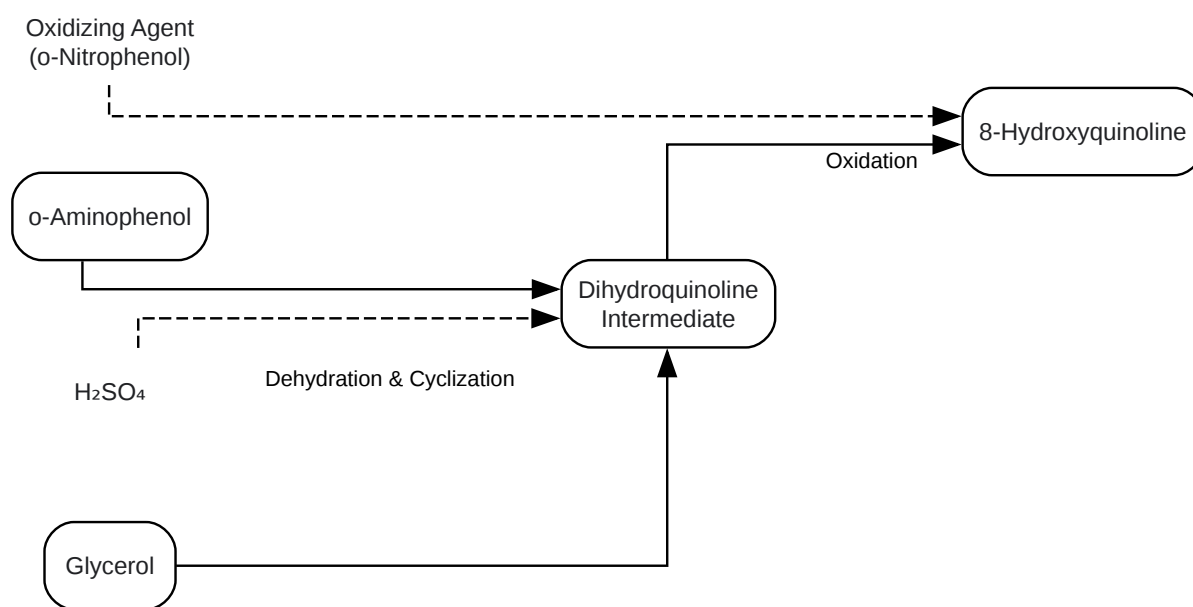 Oxidizing Agent
(o-Nitrophenol)
8-Hydroxyquinoline
Oxidation
o-Aminophenol
Dihydroquinoline
Intermediate
Dehydration & Cyclization
H₂SO₄
Glycerol